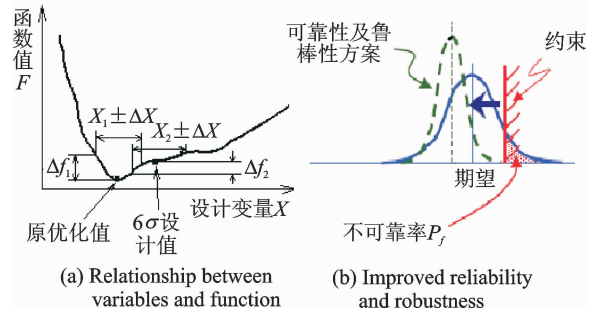 函
数
值
F
X₁±ΔX
X₂±ΔX
Δf₁
Δf₂
设计变量X
原优化值
6σ设
计值
(a) Relationship between
variables and function
可靠性及鲁
棒性方案
约束
期望
不可靠率P_f
(b) Improved reliability
and robustness